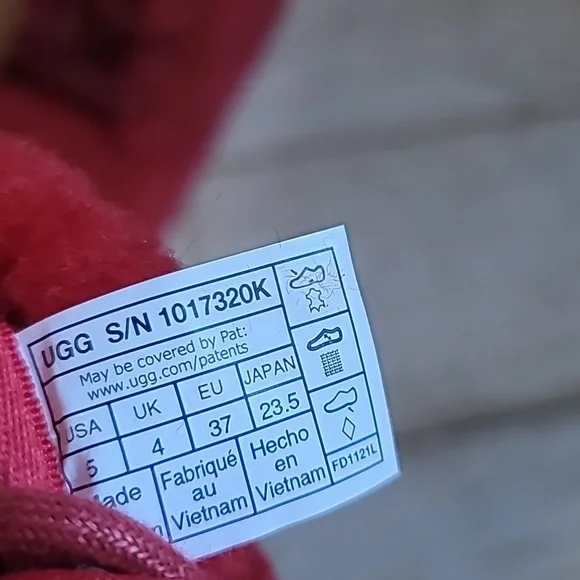 UGG S/N 1017320K
May be covered by Pat:
www.ugg.com/patents
USA UK EU JAPAN
5 4 37 23.5
Fabriqué au Vietnam
Hecho en Vietnam
FD1121L